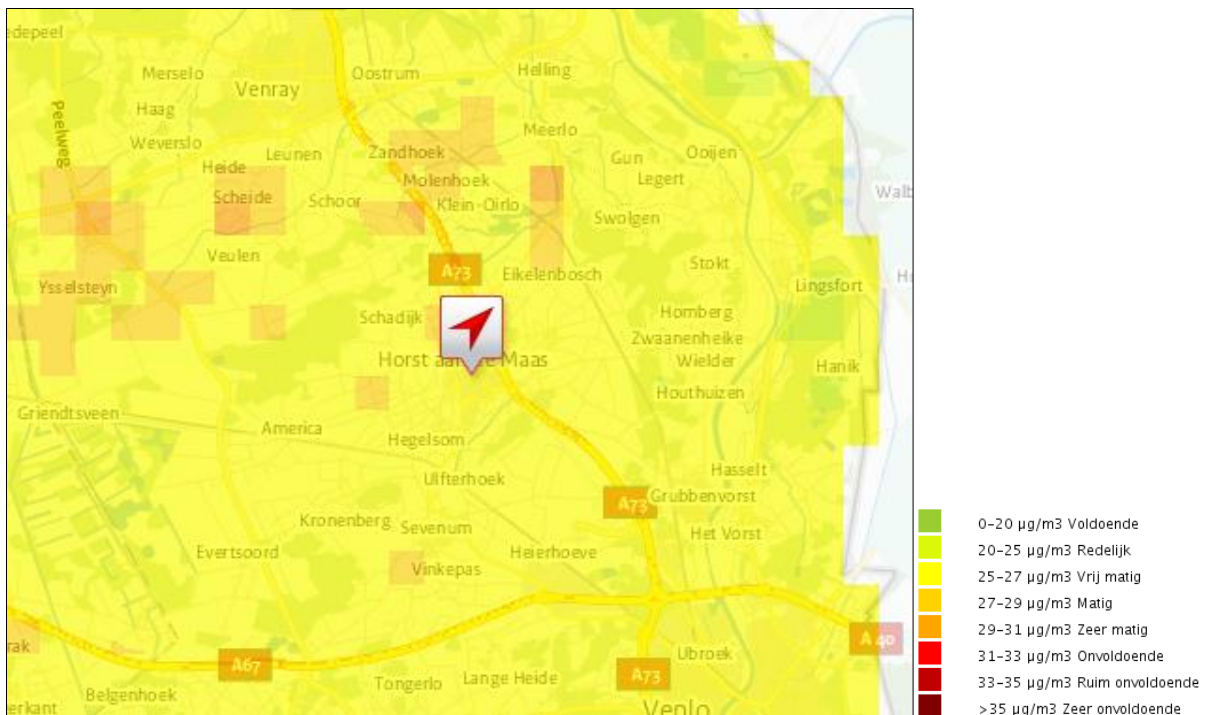 edepeel
Merselo
Oostrum
Helling
Venray
Haag
Peelweg
Meerlo
Weverslo
Leunen
Zandhoek
Gun
Ooijen
Heide
Molenhoek
Legert
Scheide
Schoor
Klein-Oirlo
Walb
Swolgen
Veulen
Stokt
A73
Eikelenbosch
Ysselsteyn
Lingsfort
Schadijk
Homberg
Zwaanenheike
Horst aan de Maas
Wielder
Hanik
Houthuizen
Griendtsveen
America
Hegelsom
Ulfterhoek
Hasselt
A73
Grubbenvorst
Kronenberg
Sevenum
Het Vorst
Evertsoord
Heierhoeve
Vinkepas
rak
A67
A 40
Ubroek
A73
Tongerlo
Lange Heide
Belgenhoek
erkant
Venlo
0-20 µg/m3 Voldoende
20-25 µg/m3 Redelijk
25-27 µg/m3 Vrij matig
27-29 µg/m3 Matig
29-31 µg/m3 Zeer matig
31-33 µg/m3 Onvoldoende
33-35 µg/m3 Ruim onvoldoende
>35 µg/m3 Zeer onvoldoende